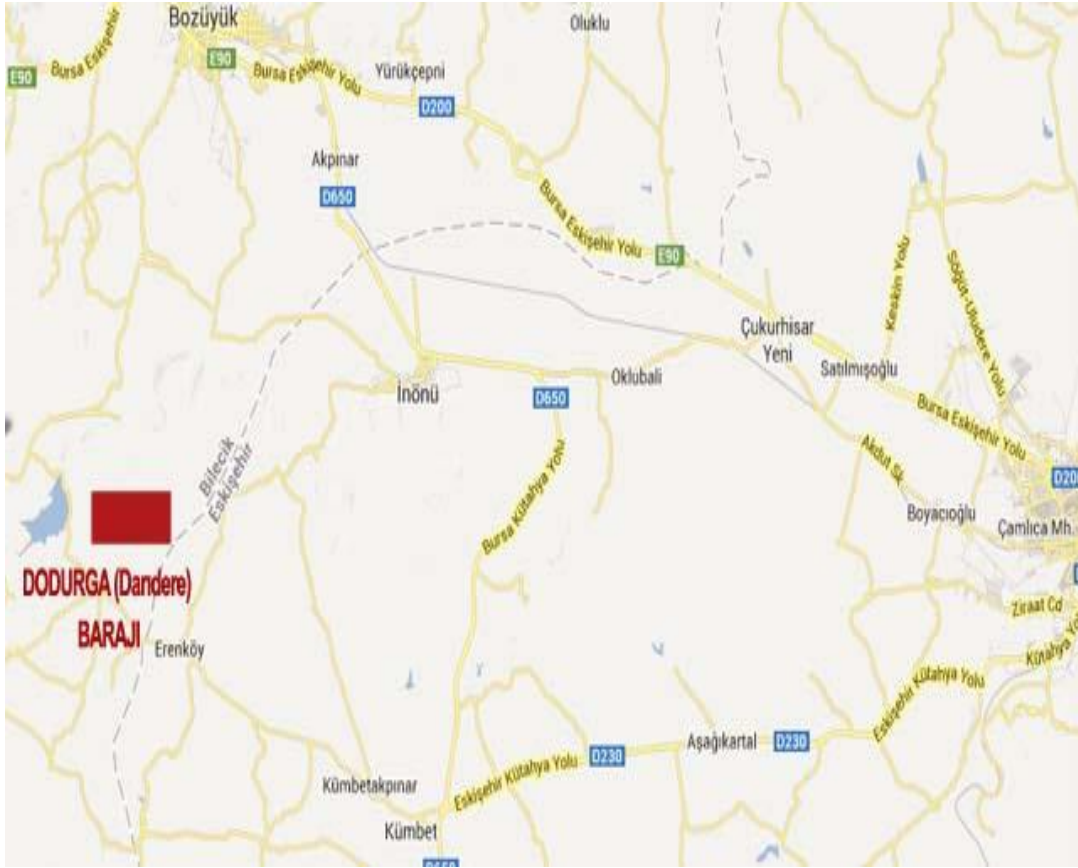 Bozüyük
Oluklu
E90
Bursa Eskişehir
E90
Bursa Eskişehir Yolu
Yürükçepni
D200
Akpınar
D650
Bursa Eskişehir Yolu
E90
Keskin Yolu
Söğüt-Uludere Yolu
Çukurhisar
Yeni
Satılmışoğlu
Oklubali
İnönü
D650
Bursa Eskişehir Yolu
Akdut Sk
D20
Bilecik
Eskişehir
Bursa Kütahya Yolu
Boyacıoğlu
Çamlıca Mh.
DODURGA (Dandere)
BARAJI
Ziraat Cd
Erenköy
Kütahya Yo
Eskişehir Kütahya Yolu
Aşağıkartal
D230
D230
Eskişehir Kütahya Yolu
Kümbetakpınar
Kümbet
D650